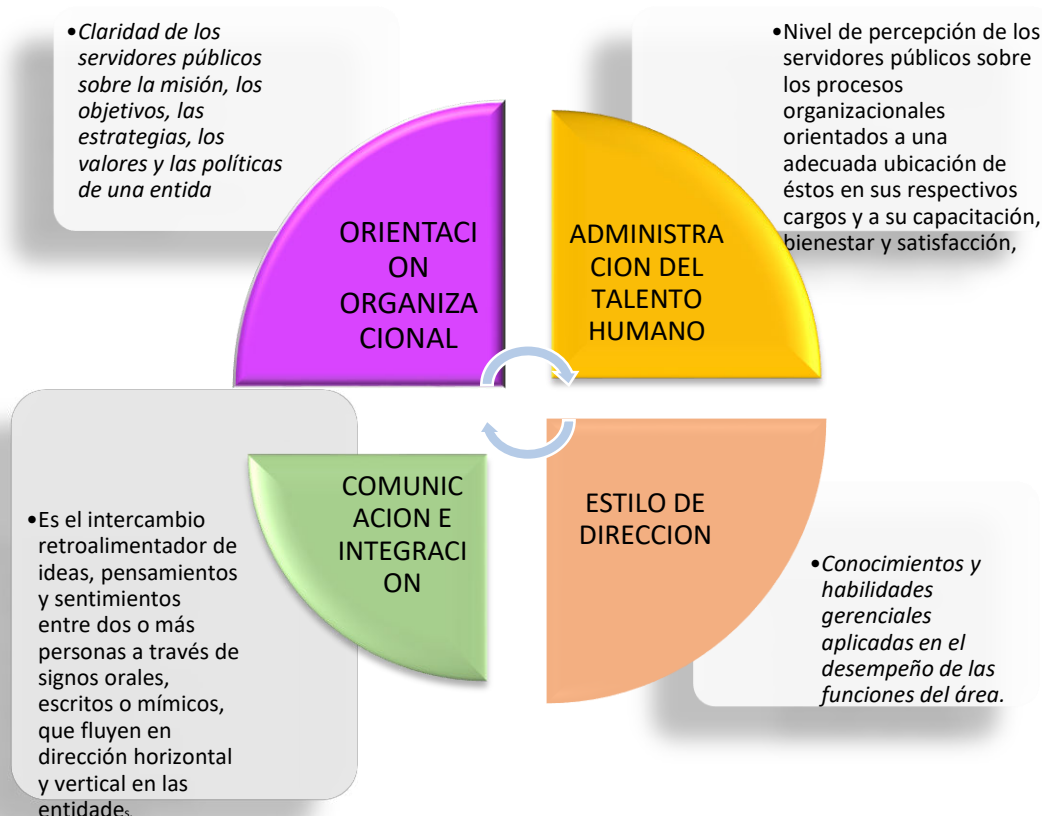 •Claridad de los
servidores públicos
sobre la misión, los
objetivos, las
estrategias, los
valores y las políticas
de una entida
•Nivel de percepción de los
servidores públicos sobre
los procesos
organizacionales
orientados a una
adecuada ubicación de
éstos en sus respectivos
cargos y a su capacitación,
bienestar y satisfacción,
ORIENTACI
ON
ORGANIZA
CIONAL
ADMINISTRA
CION DEL
TALENTO
HUMANO
COMUNIC
ACION E
INTEGRACI
ON
ESTILO DE
DIRECCION
•Es el intercambio
retroalimentador de
ideas, pensamientos
y sentimientos
entre dos o más
personas a través de
signos orales,
escritos o mímicos,
que fluyen en
dirección horizontal
y vertical en las
entidades.
•Conocimientos y
habilidades
gerenciales
aplicadas en el
desempeño de las
funciones del área.